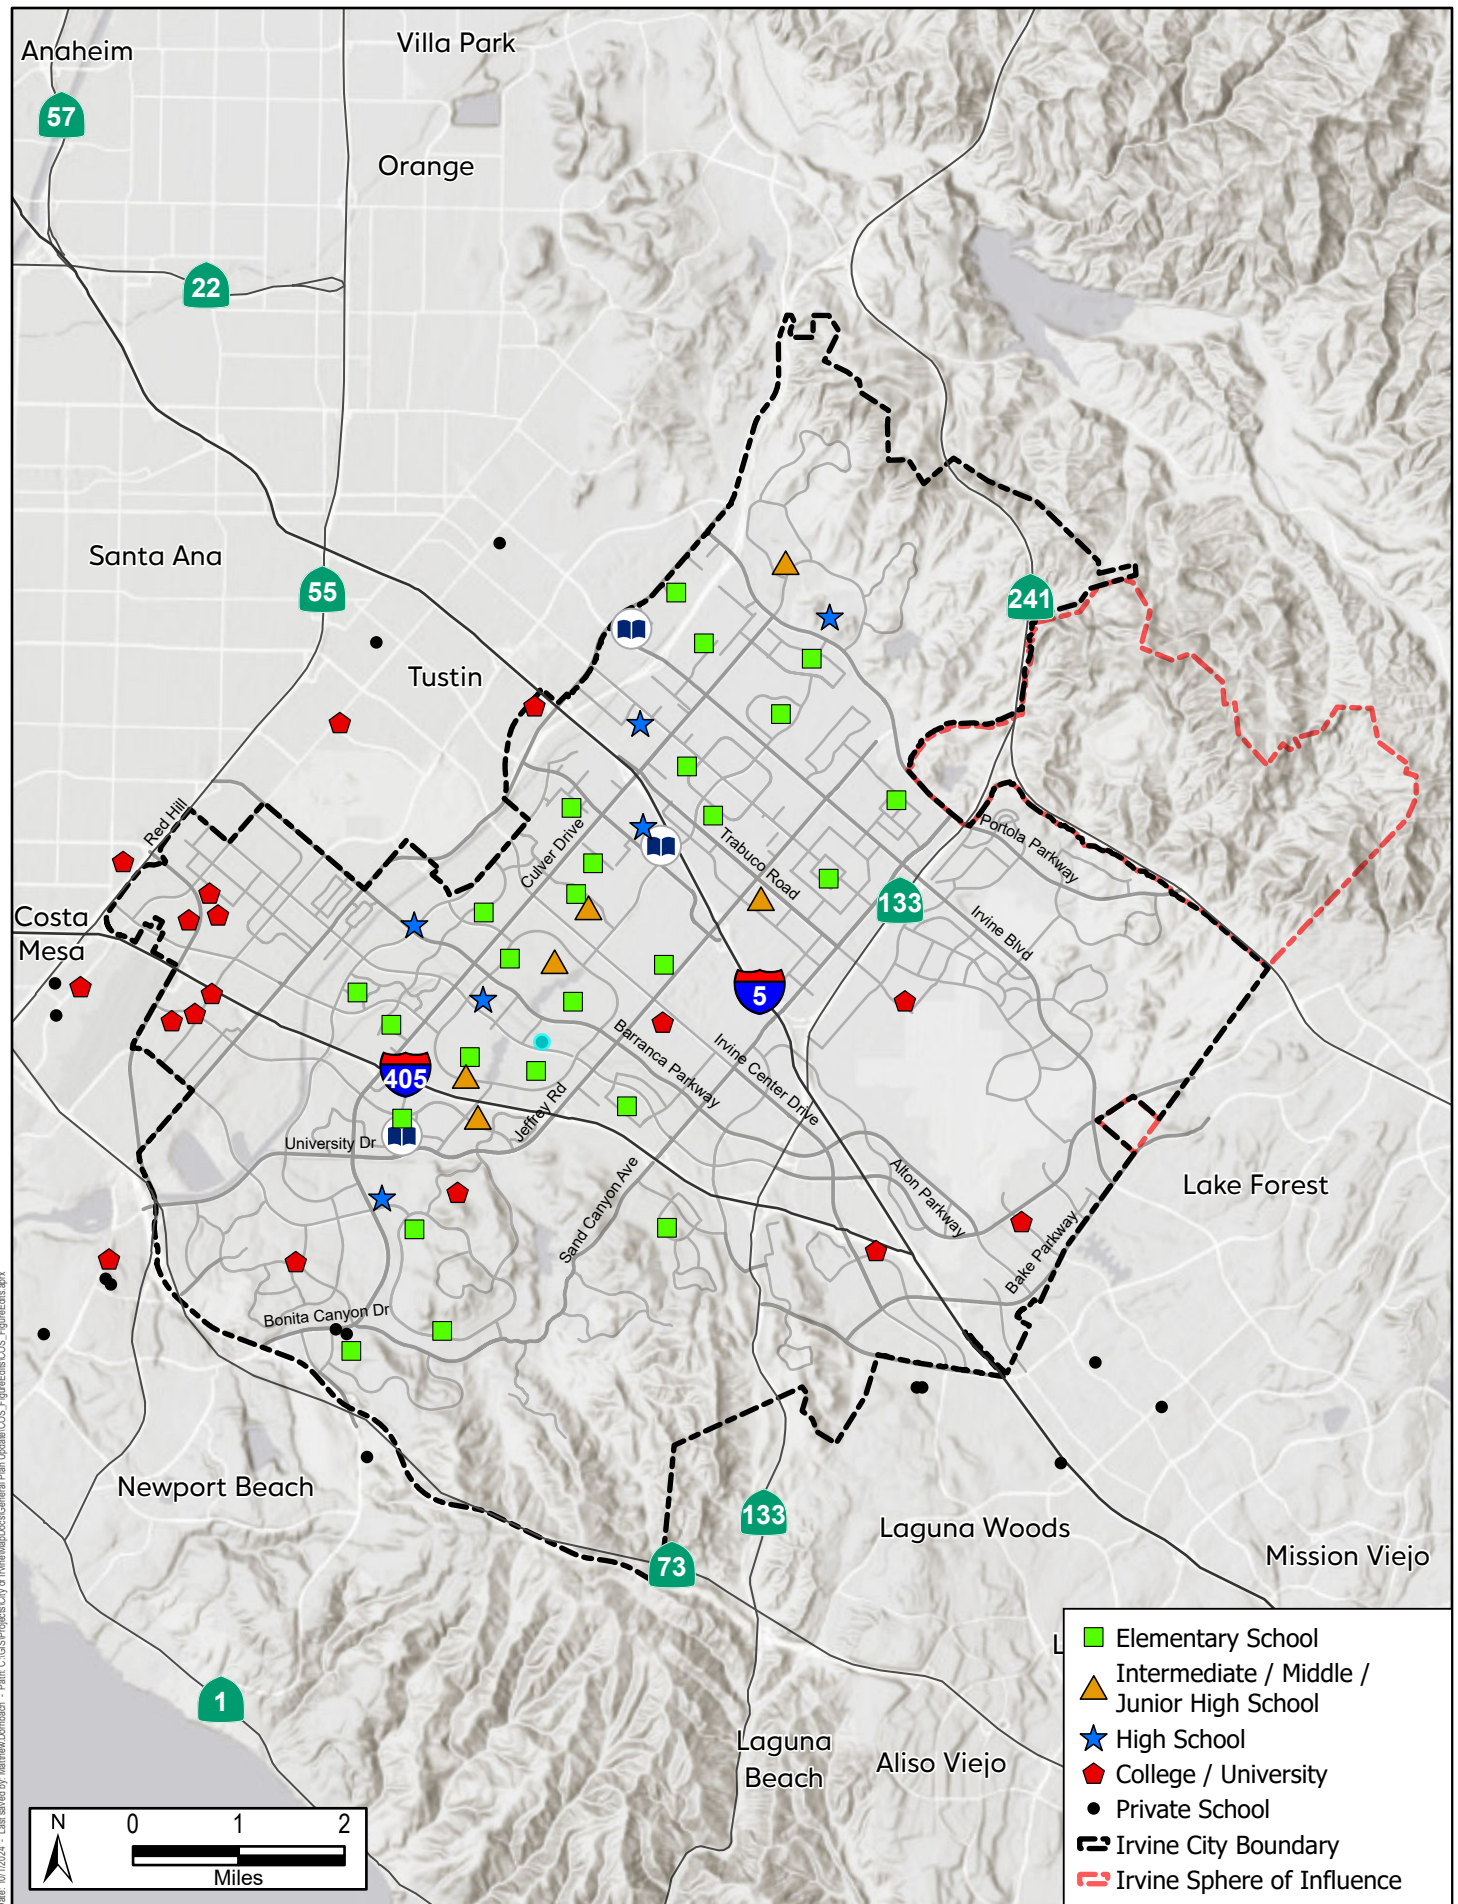 Anaheim
Villa Park
57
Orange
22
Santa Ana
55
241
Tustin
Red Hill
Culver Drive
Trabuco Road
Portola Parkway
133
Irvine Blvd
Costa
Mesa
5
Barranca Parkway
Irvine Center Drive
405
Jeffrey Rd
University Dr
Alton Parkway
Lake Forest
Sand Canyon Ave
Bake Parkway
Bonita Canyon Dr
Newport Beach
133
Laguna Woods
73
Mission Viejo
L
1
Laguna
Beach
Aliso Viejo
Elementary School
Intermediate / Middle /
Junior High School
High School
College / University
Private School
Irvine City Boundary
Irvine Sphere of Influence
N
0 1 2
Miles